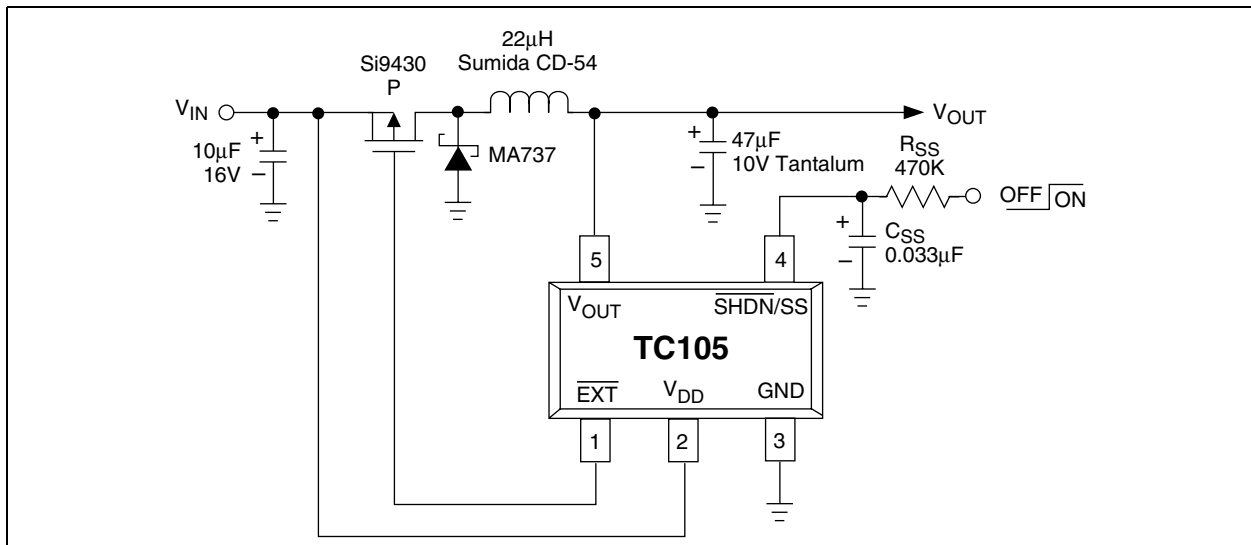 22μH
Sumida CD-54
Si9430
P
VIN
+
10μF
16V
–
MA737
+
47μF
–
10V Tantalum
VOUT
RSS
470K
OFF ON
+
CSS
–
0.033μF
5
4
VOUT
SHDN/SS
TC105
EXT
VDD
GND
1
2
3